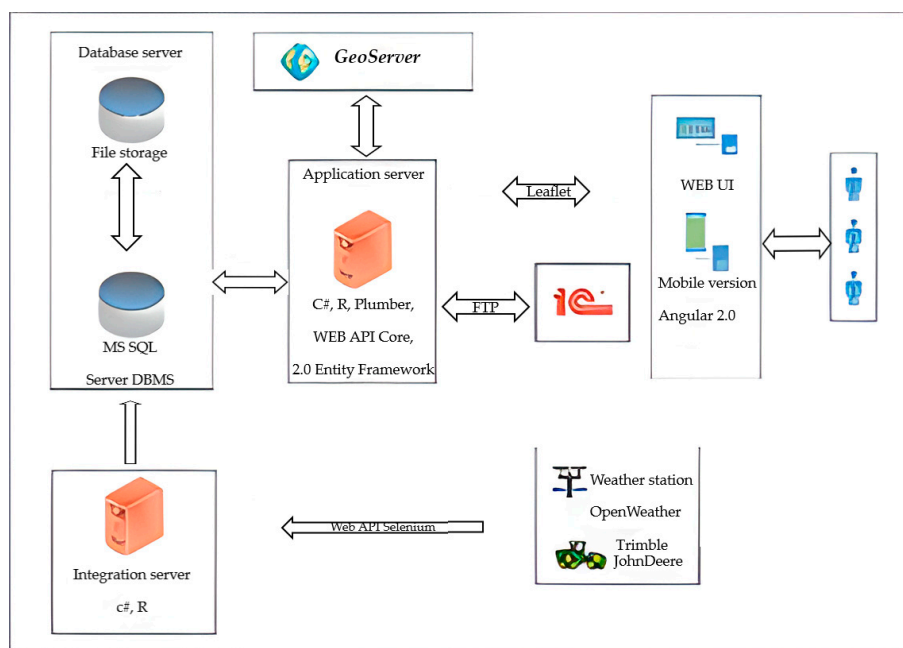 Database server
File storage
MS SQL
Server DBMS
GeoServer
Application server
C#, R, Plumber,
WEB API Core,
2.0 Entity Framework
Leaflet
FTP
1C
WEB UI
Mobile version
Angular 2.0
Integration server
c#, R
Web API Selenium
Weather station
OpenWeather
Trimble
JohnDeere